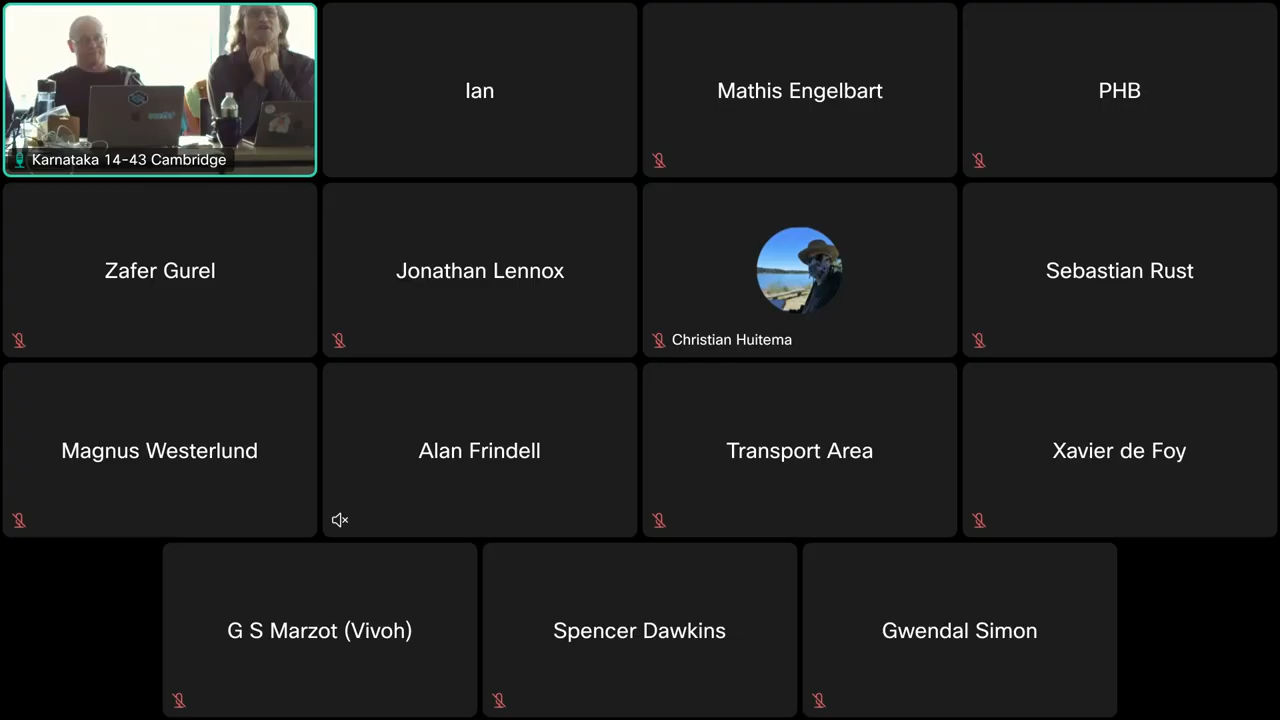 Karnataka 14-43 Cambridge
Ian
Mathis Engelbart
PHB
Zafer Gurel
Jonathan Lennox
Christian Huitema
Sebastian Rust
Magnus Westerlund
Alan Frindell
Transport Area
Xavier de Foy
G S Marzot (Vivoh)
Spencer Dawkins
Gwendal Simon